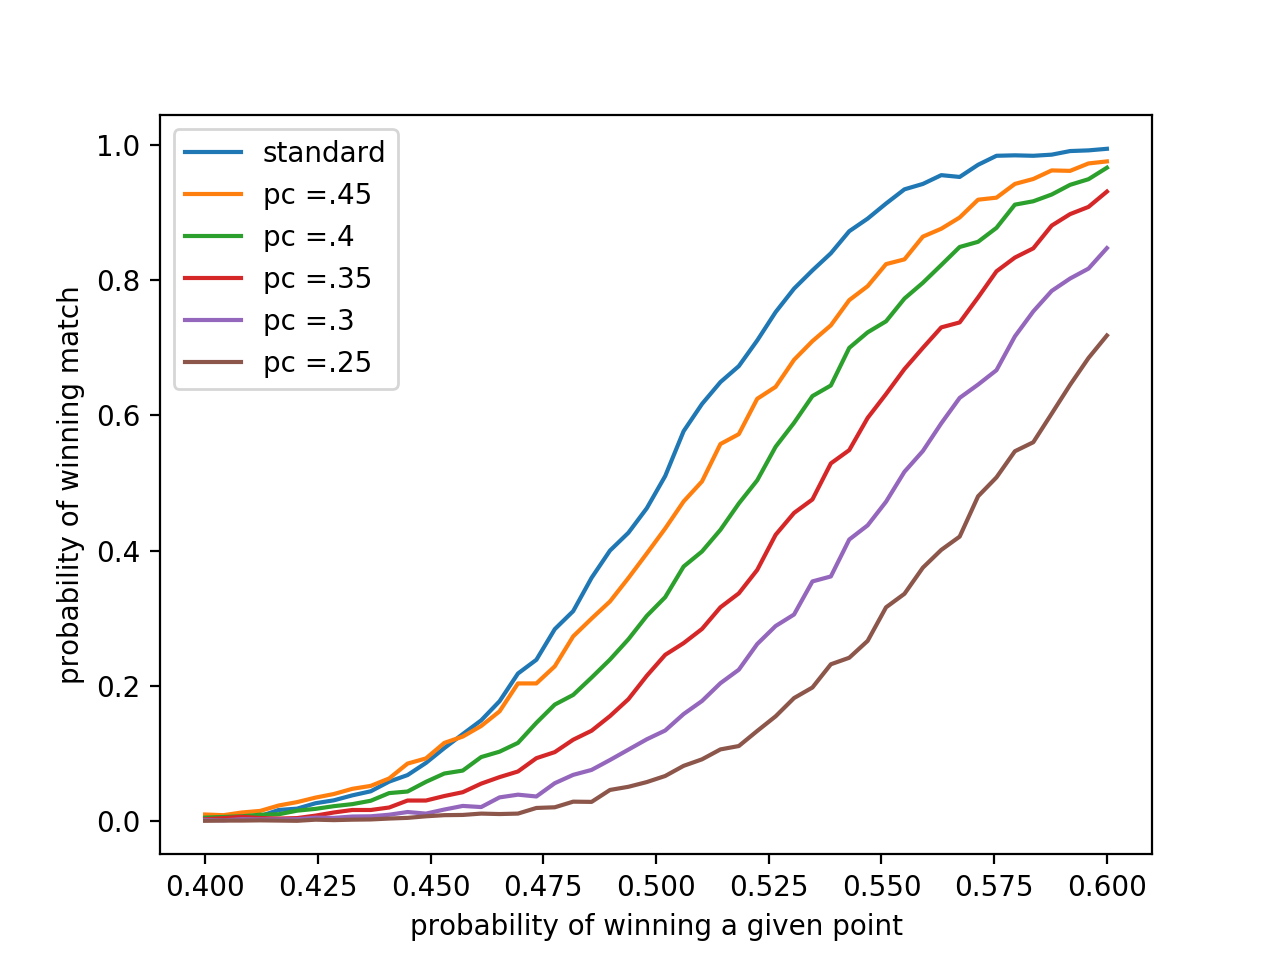 standard
pc =.45
pc =.4
pc =.35
pc =.3
pc =.25
1.0
0.8
0.6
0.4
0.2
0.0
probability of winning match
0.400 0.425 0.450 0.475 0.500 0.525 0.550 0.575 0.600
probability of winning a given point